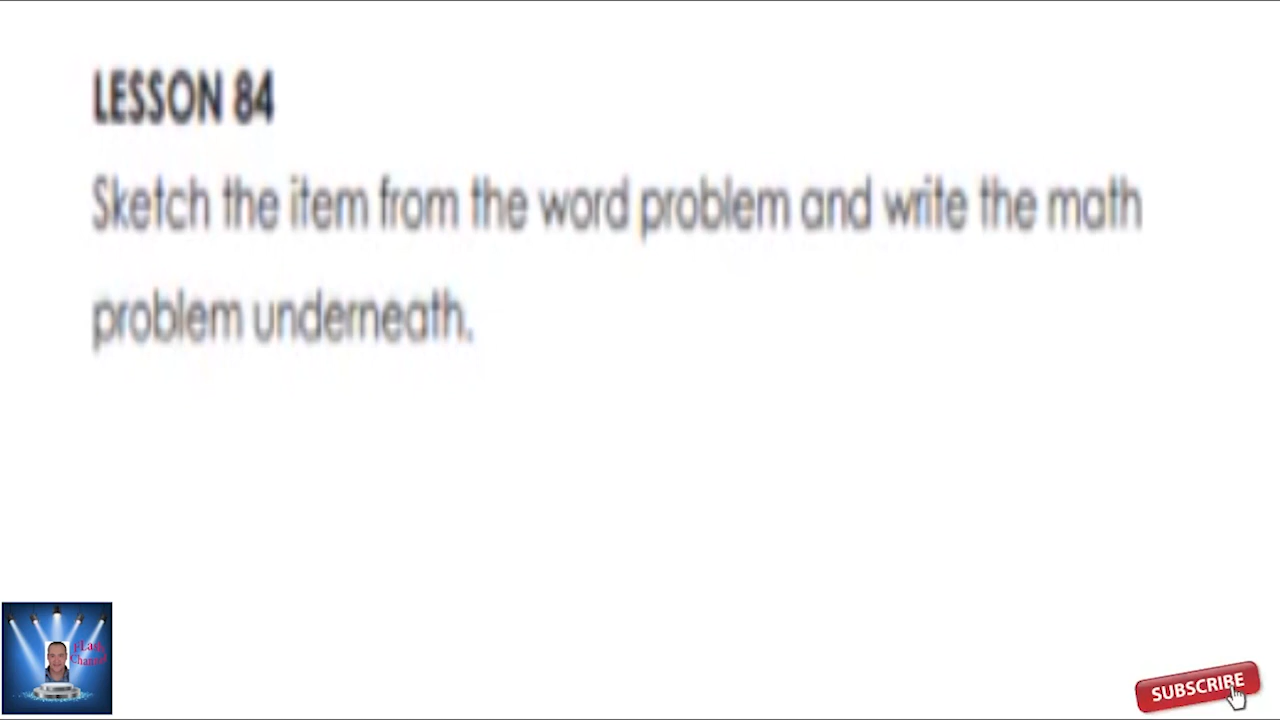 LESSON 84
Sketch the item from the word problem and write the math
problem underneath.
SUBSCRIBE